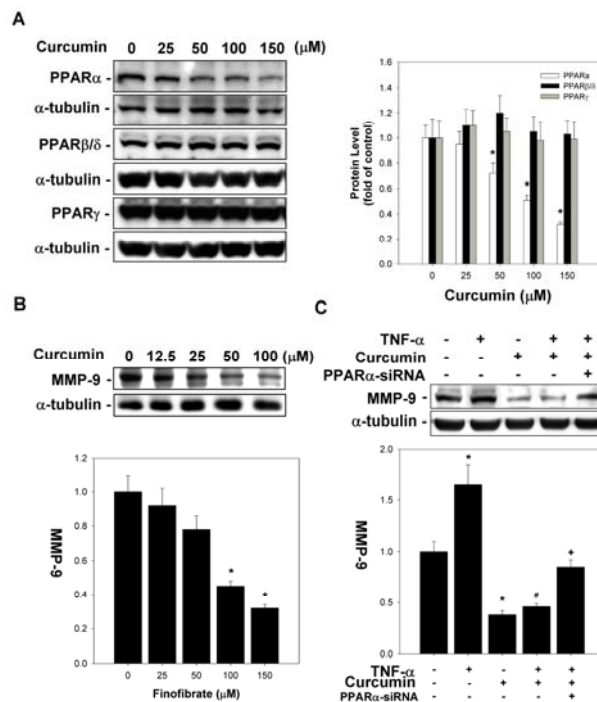 A
Curcumin 0 25 50 100 150 (μM)
PPARα -
α-tubulin -
PPARβ/δ -
α-tubulin -
PPARγ -
α-tubulin -
PPARa
PPARβ/δ
PPARγ
Protein Level
(fold of control)
1.6
1.4
1.2
1.0
0.8
0.6
0.4
0.2
0.0
* * *
0 25 50 100 150
Curcumin (μM)
B
Curcumin 0 12.5 25 50 100 (μM)
MMP-9 -
α-tubulin -
MMP-9
1.2
1.0
0.8
0.6
0.4
0.2
0.0
* *
0 25 50 100 150
Finofibrate (μM)
C
TNF-α - + - + +
Curcumin - - + + +
PPARα-siRNA +
MMP-9 -
α-tubulin -
MMP-9
2.0
1.5
1.0
0.5
0.0
* * # +
TNF-α - + - + +
Curcumin - - + + +
PPARα-siRNA - - - - +